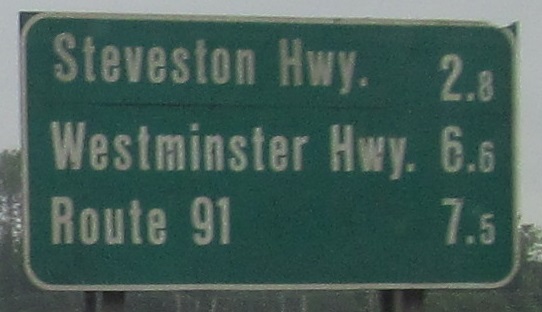 Steveston Hwy. 2.8
Westminster Hwy. 6.6
Route 91 7.5